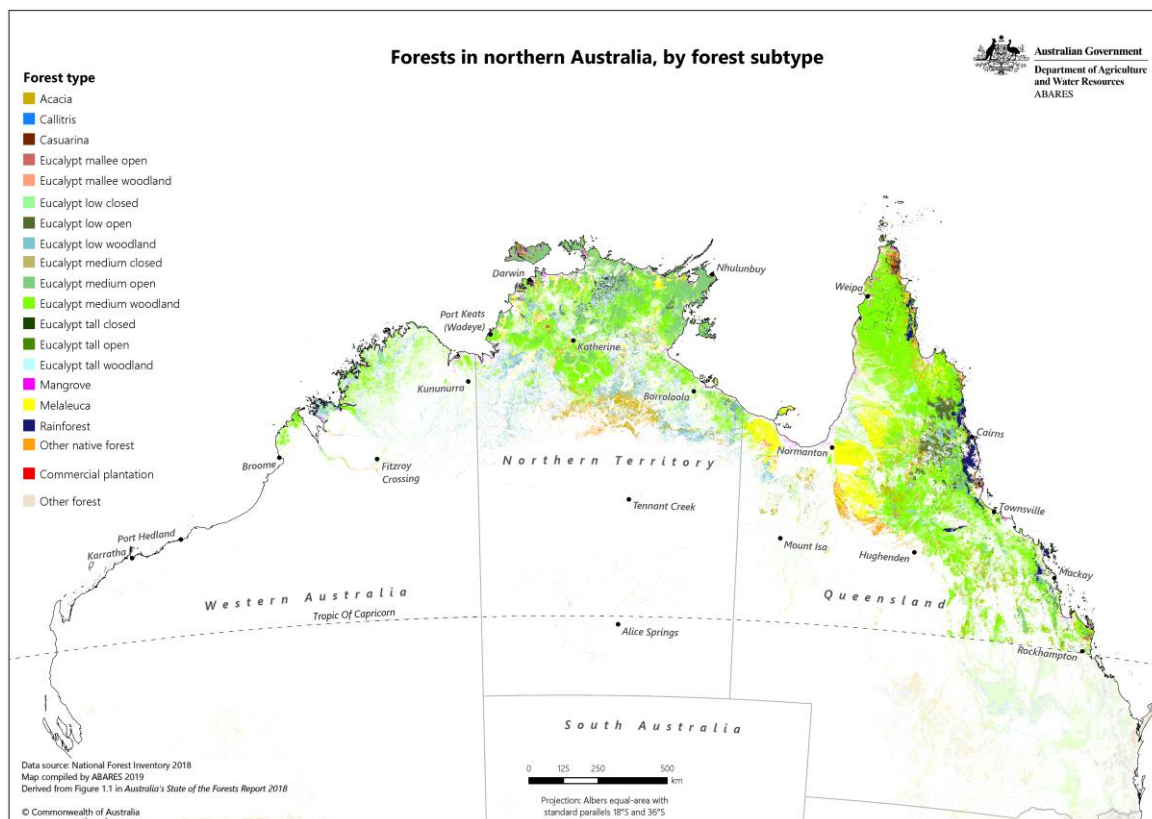 Forests in northern Australia, by forest subtype
Australian Government
Department of Agriculture
and Water Resources
ABARES
Forest type
Acacia
Callitris
Casuarina
Eucalypt mallee open
Eucalypt mallee woodland
Eucalypt low closed
Eucalypt low open
Eucalypt low woodland
Eucalypt medium closed
Eucalypt medium open
Eucalypt medium woodland
Eucalypt tall closed
Eucalypt tall open
Eucalypt tall woodland
Mangrove
Melaleuca
Rainforest
Other native forest
Commercial plantation
Other forest
Darwin
Nhulunbuy
Weipa
Port Keats
(Wadeye)
Katherine
Kununurra
Borroloola
Cairns
Normanton
Broome
Fitzroy
Crossing
Northern Territory
Tennant Creek
Townsville
Port Hedland
Karratha
Mount Isa
Hughenden
Mackay
Western Australia
Queensland
Tropic Of Capricorn
Alice Springs
Rockhampton
South Australia
Data source: National Forest Inventory 2018
Map compiled by ABARES 2019
Derived from Figure 1.1 in Australia's State of the Forests Report 2018
© Commonwealth of Australia
0 125 250 500
km
Projection: Albers equal-area with
standard parallels 18°S and 36°S